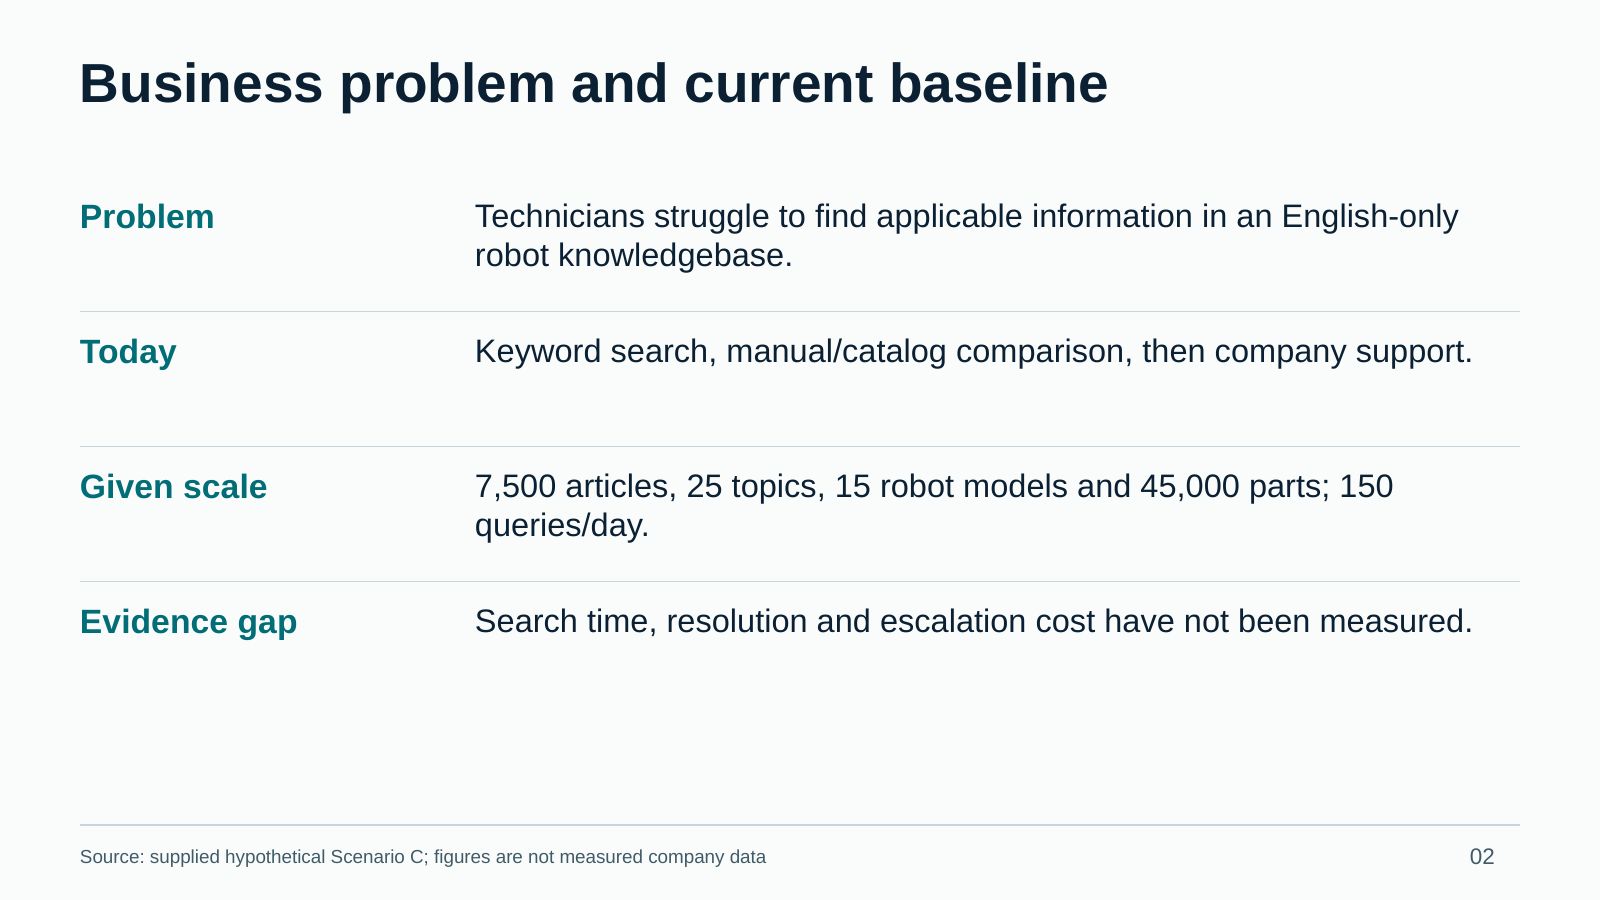 Business problem and current baseline
Problem
Technicians struggle to find applicable information in an English-only
robot knowledgebase.
Today
Keyword search, manual/catalog comparison, then company support.
Given scale
7,500 articles, 25 topics, 15 robot models and 45,000 parts; 150
queries/day.
Evidence gap
Search time, resolution and escalation cost have not been measured.
Source: supplied hypothetical Scenario C; figures are not measured company data
02